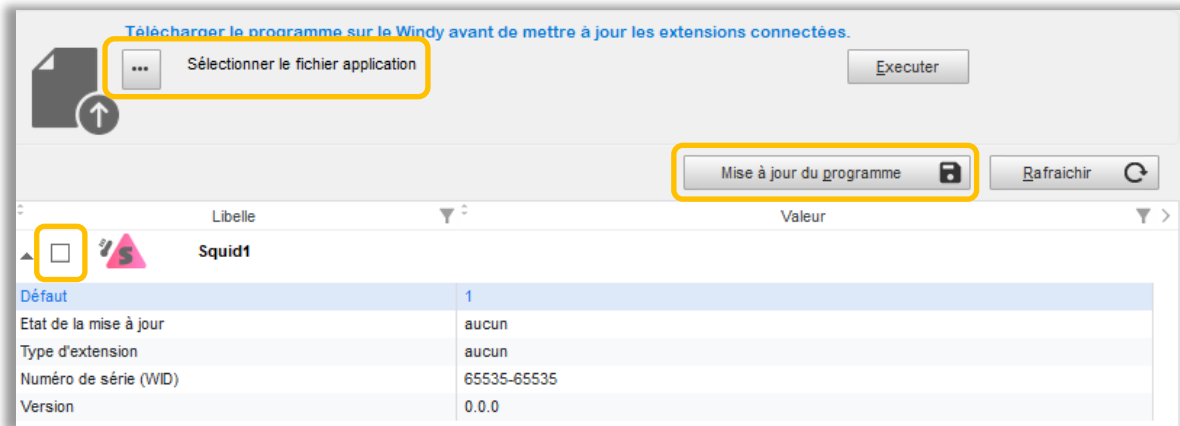 Télécharger le programme sur le Windy avant de mettre à jour les extensions connectées.
... Sélectionner le fichier application Executer
Mise à jour du programme Rafraichir
Libelle Valeur
S Squid1
Défaut 1
Etat de la mise à jour aucun
Type d'extension aucun
Numéro de série (WID) 65535-65535
Version 0.0.0